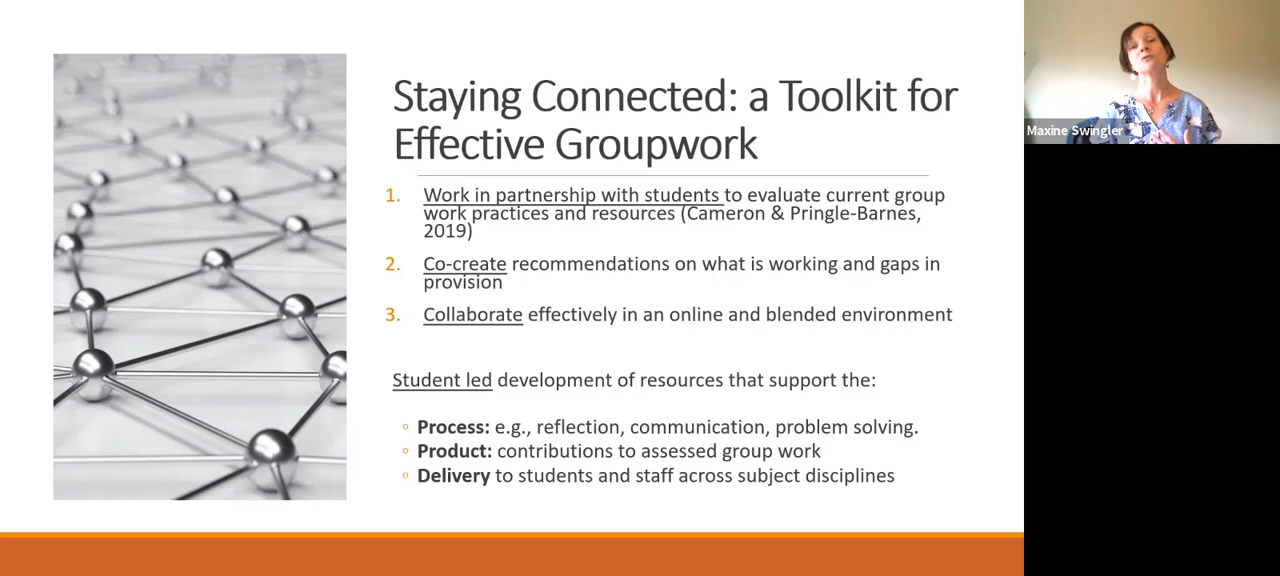 Staying Connected: a Toolkit for
Effective Groupwork
1. Work in partnership with students to evaluate current group
work practices and resources (Cameron & Pringle-Barnes,
2019)
2. Co-create recommendations on what is working and gaps in
provision
3. Collaborate effectively in an online and blended environment
Student led development of resources that support the:
◦ Process: e.g., reflection, communication, problem solving.
◦ Product: contributions to assessed group work
◦ Delivery to students and staff across subject disciplines
Maxine Swingler